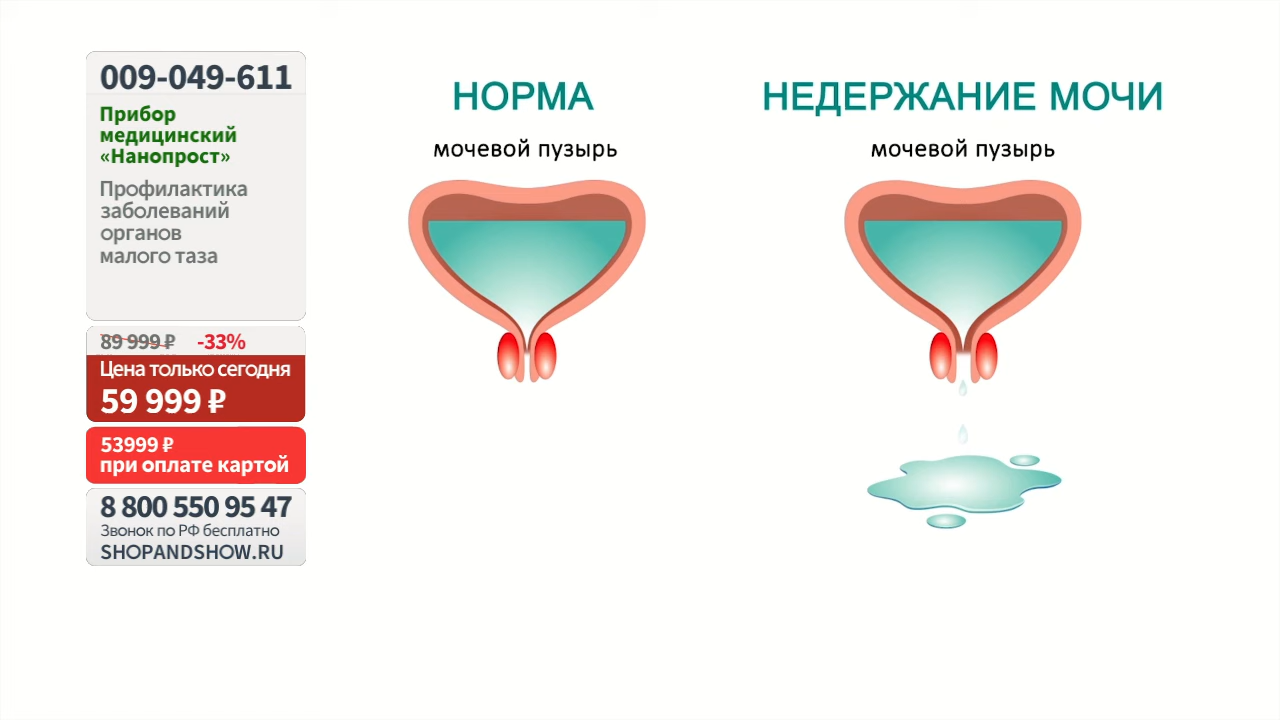 009-049-611
Прибор
медицинский
«Нанопрост»
Профилактика
заболеваний
органов
малого таза
89 999 ₽ -33%
Цена только сегодня
59 999 ₽
53999 ₽
при оплате картой
8 800 550 95 47
Звонок по РФ бесплатно
SHOPANDSHOW.RU
НОРМА
мочевой пузырь
НЕДЕРЖАНИЕ МОЧИ
мочевой пузырь